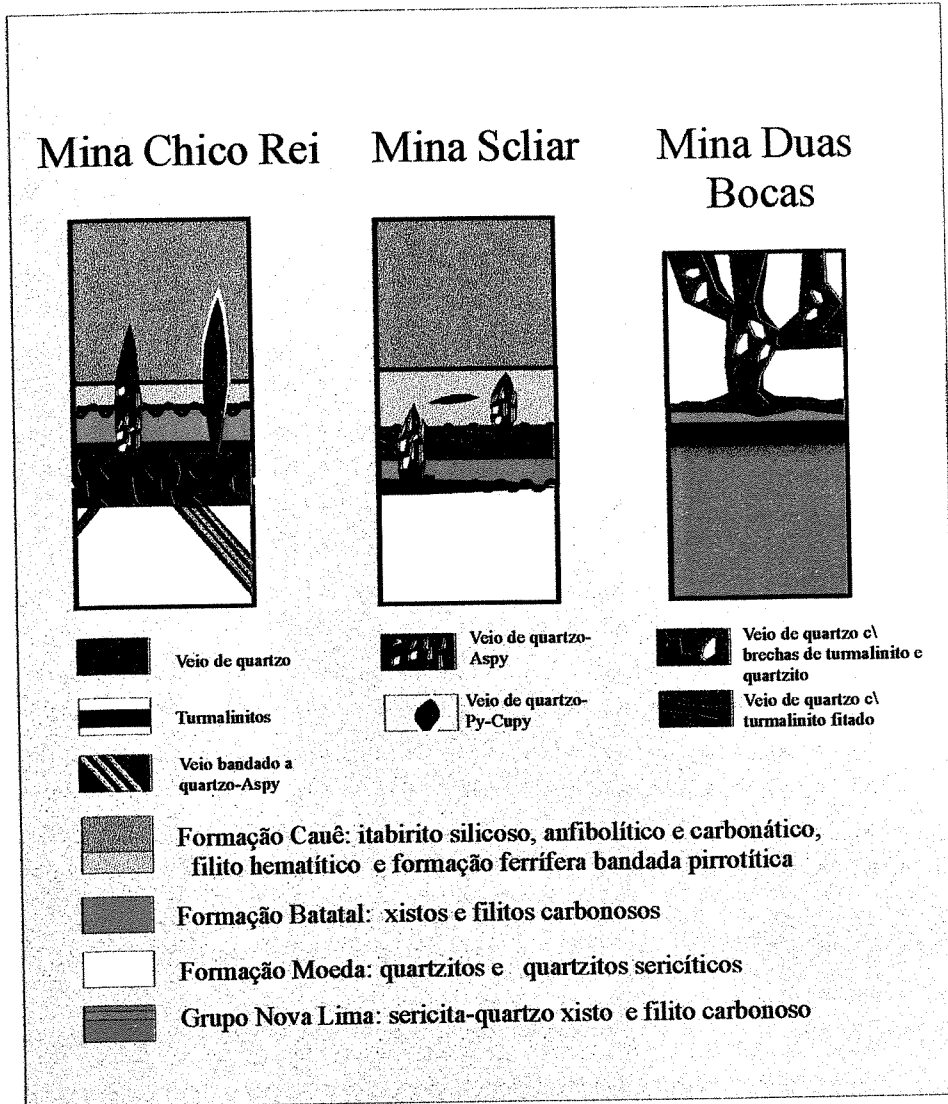 Mina Chico Rei
Mina Scliar
Mina Duas
Bocas
Veio de quartzo
Turmalinitos
Veio bandado a
quartzo-Aspy
Veio de quartzo-
Aspy
Veio de quartzo-
Py-Cupy
Veio de quartzo c\
brechas de turmalinito e
quartzito
Veio de quartzo c\
turmalinito fitado
Formação Cauê: itabirito silicoso, anfibolítico e carbonático,
filito hematítico e formação ferrífera bandada pirrotítica
Formação Batatal: xistos e filitos carbonosos
Formação Moeda: quartzitos e quartzitos sericíticos
Grupo Nova Lima: sericita-quartzo xisto e filito carbonoso